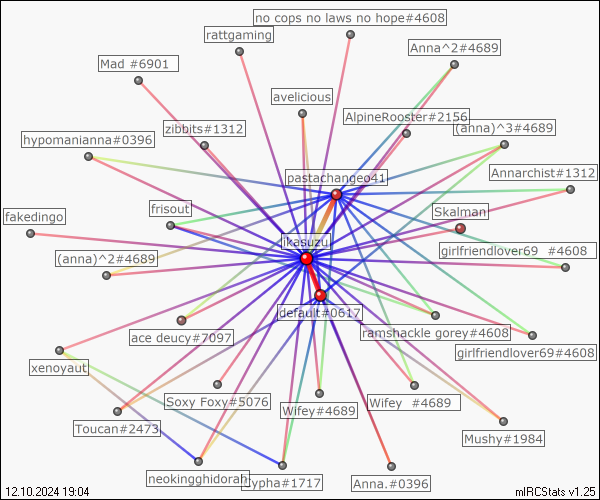 no cops no laws no hope#4608
rattgaming
Anna^2#4689
Mad #6901
avelicious
AlpineRooster#2156
zibbits#1312
(anna)^3#4689
hypomanianna#0396
Annarchist#1312
pastachangeo41
frisout
Skalman
fakedingo
ikasuzu
girlfriendlover69 #4608
(anna)^2#4689
default#0617
ramshackle gorey#4608
ace deucy#7097
girlfriendlover69#4608
xenoyaut
Soxy Foxy#5076
Wifey #4689
Wifey#4689
Toucan#2473
Mushy#1984
neokingghidorah
#1717
Anna.#0396
12.10.2024 19:04
mIRCStats v1.25